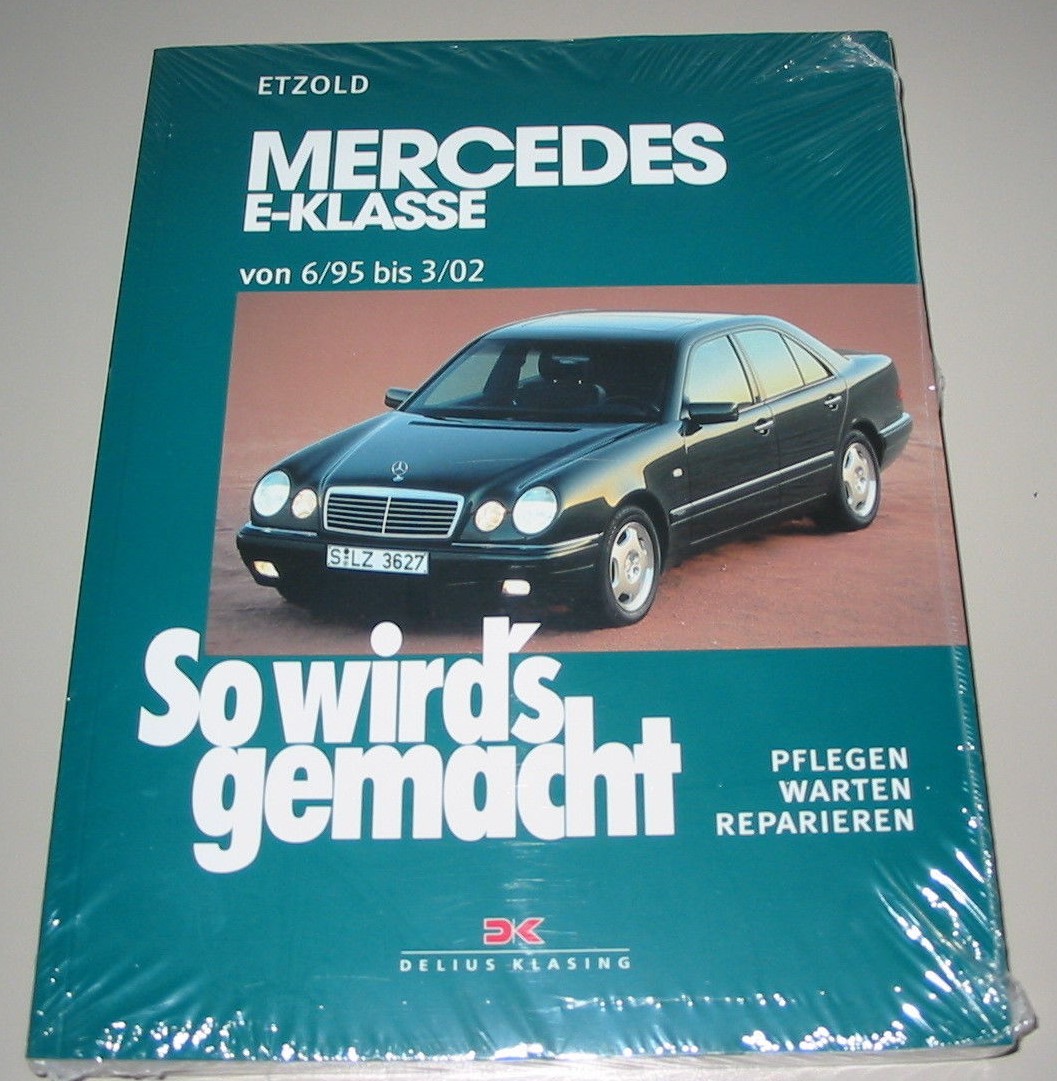 ETZOLD
MERCEDES
E-KLASSE
von 6/95 bis 3/02
S LZ 3627
So wird's
gemacht
PFLEGEN
WARTEN
REPARIEREN
DK
DELIUS KLASING